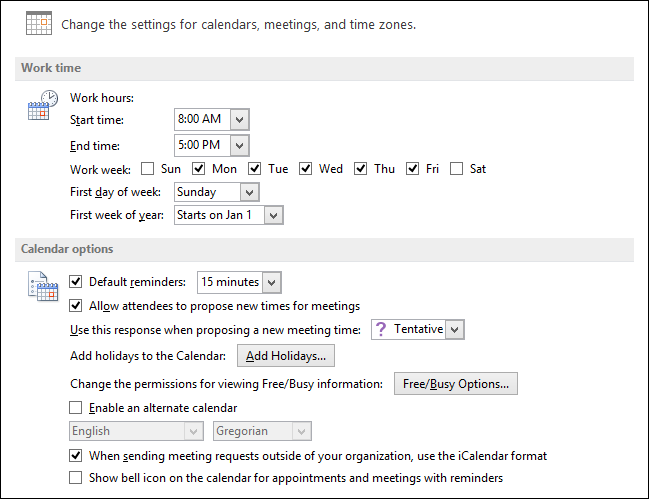 Change the settings for calendars, meetings, and time zones.
Work time
Work hours:
Start time: 8:00 AM
End time: 5:00 PM
Work week: Sun Mon Tue Wed Thu Fri Sat
First day of week: Sunday
First week of year: Starts on Jan 1
Calendar options
Default reminders: 15 minutes
Allow attendees to propose new times for meetings
Use this response when proposing a new meeting time: ? Tentative
Add holidays to the Calendar: Add Holidays...
Change the permissions for viewing Free/Busy information: Free/Busy Options...
Enable an alternate calendar
English Gregorian
When sending meeting requests outside of your organization, use the iCalendar format
Show bell icon on the calendar for appointments and meetings with reminders